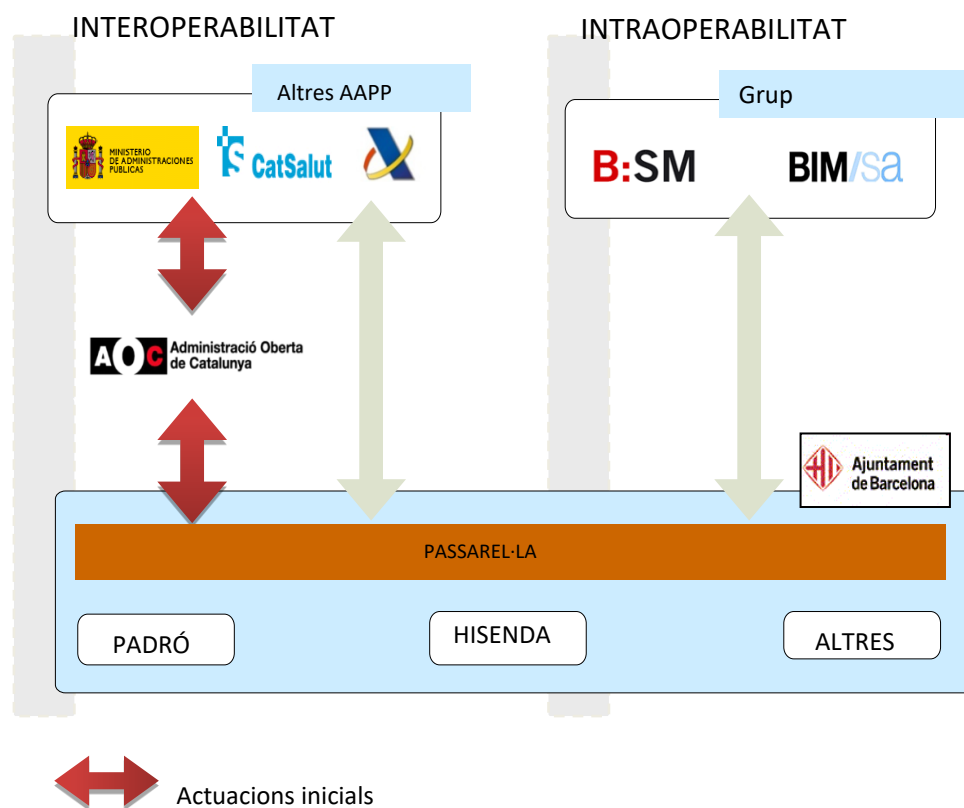 INTEROPERABILITAT
INTRAOPERABILITAT
Altres AAPP
Grup
MINISTERIO
DE ADMINISTRACIONES
PÚBLICAS
CatSalut
B:SM
BIM/sa
AOC
Administració Oberta
de Catalunya
Ajuntament
de Barcelona
PASSAREL·LA
PADRÓ
HISENDA
ALTRES
Actuacions inicials